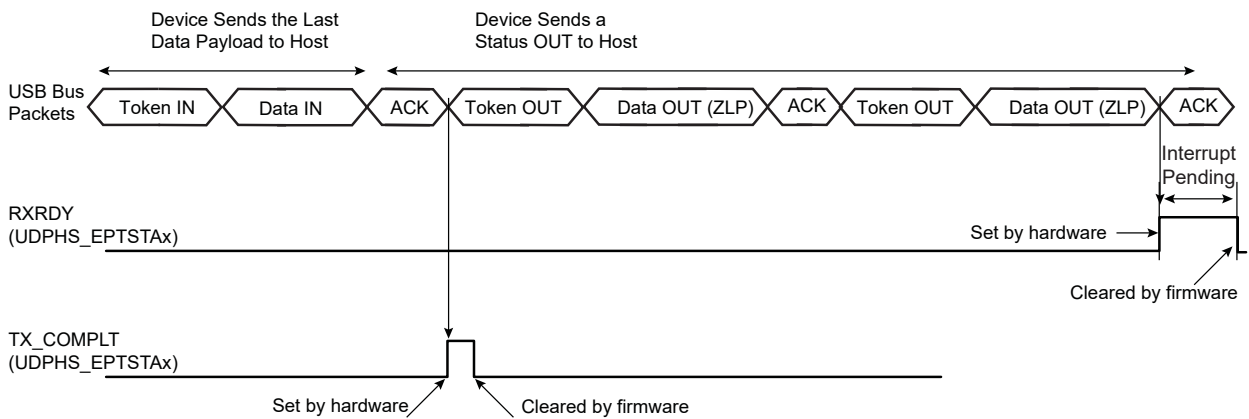 Device Sends the Last
Data Payload to Host
Device Sends a
Status OUT to Host
USB Bus
Packets
Token IN
Data IN
ACK
Token OUT
Data OUT (ZLP)
ACK
Token OUT
Data OUT (ZLP)
ACK
Interrupt
Pending
RXRDY
(UDPHS_EPTSTAx)
Set by hardware
Cleared by firmware
TX_COMPLT
(UDPHS_EPTSTAx)
Set by hardware
Cleared by firmware